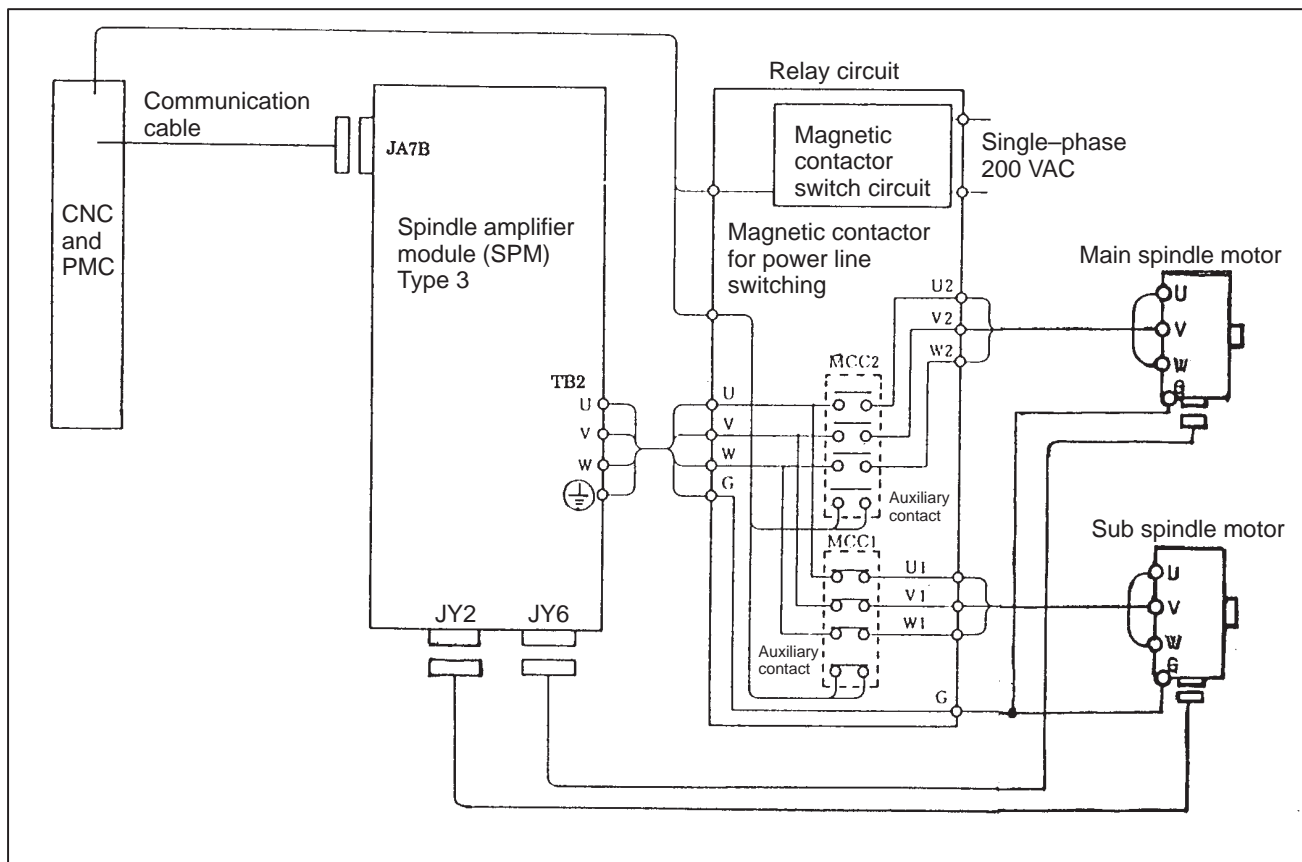 CNC
and
PMC
Communication
cable
JA7B
Spindle amplifier
module (SPM)
Type 3
TB2
U
V
W
JY2
JY6
Relay circuit
Magnetic
contactor
switch circuit
Single–phase
200 VAC
Magnetic contactor
for power line
switching
U
V
W
G
MCC2
Auxiliary
contact
U2
V2
W2
MCC1
Auxiliary
contact
U1
V1
W1
G
Main spindle motor
U
V
W
G
Sub spindle motor
U
V
W
G